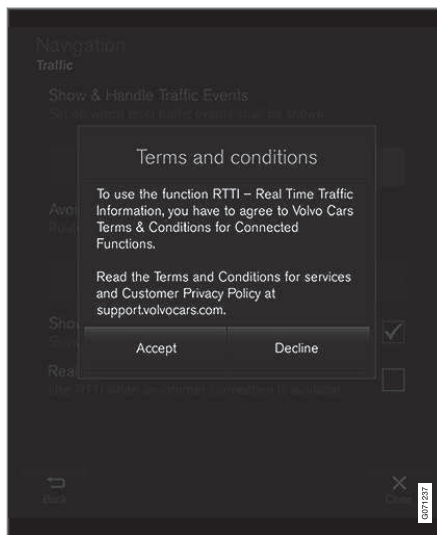 Navigation
Traffic
Show & Handle Traffic Events
Terms and conditions
To use the function RTTI – Real Time Traffic
Information, you have to agree to Volvo Cars
Terms & Conditions for Connected
Functions.
Read the Terms and Conditions for services
and Customer Privacy Policy at
support.volvocars.com.
Accept
Decline
Back
Close
G071237